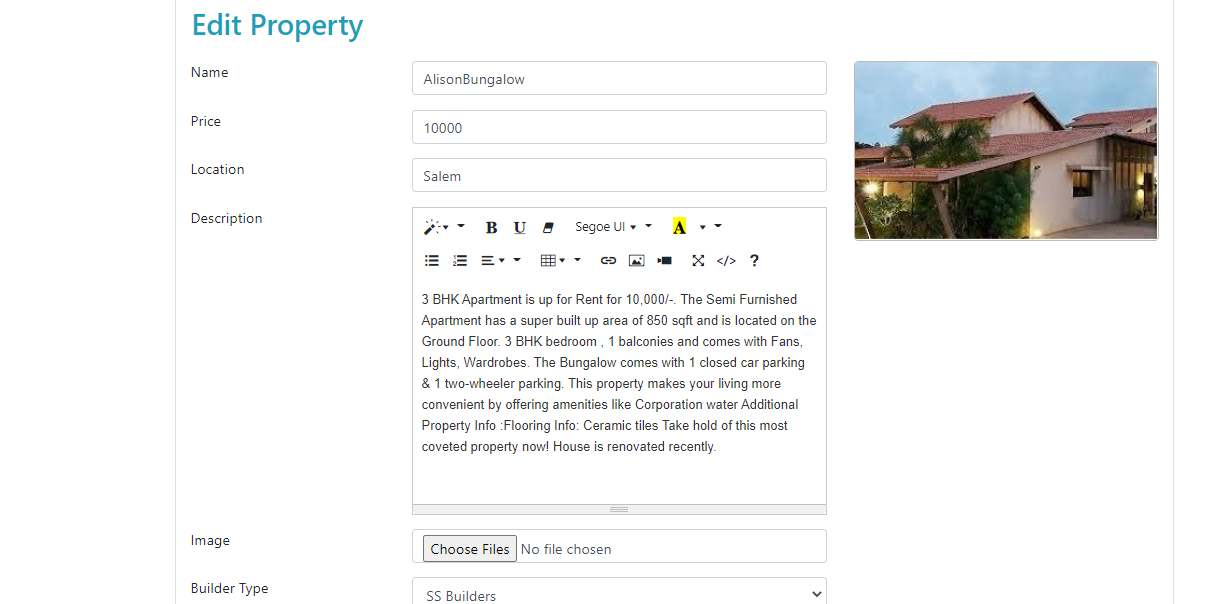 Edit Property
Name
AlisonBungalow
Price
10000
Location
Salem
Description
B U Segoe UI A
</> ?
3 BHK Apartment is up for Rent for 10,000/-. The Semi Furnished
Apartment has a super built up area of 850 sqft and is located on the
Ground Floor. 3 BHK bedroom , 1 balconies and comes with Fans,
Lights, Wardrobes. The Bungalow comes with 1 closed car parking
& 1 two-wheeler parking. This property makes your living more
convenient by offering amenities like Corporation water Additional
Property Info :Flooring Info: Ceramic tiles Take hold of this most
coveted property now! House is renovated recently.
Image
Choose Files No file chosen
Builder Type
SS Builders